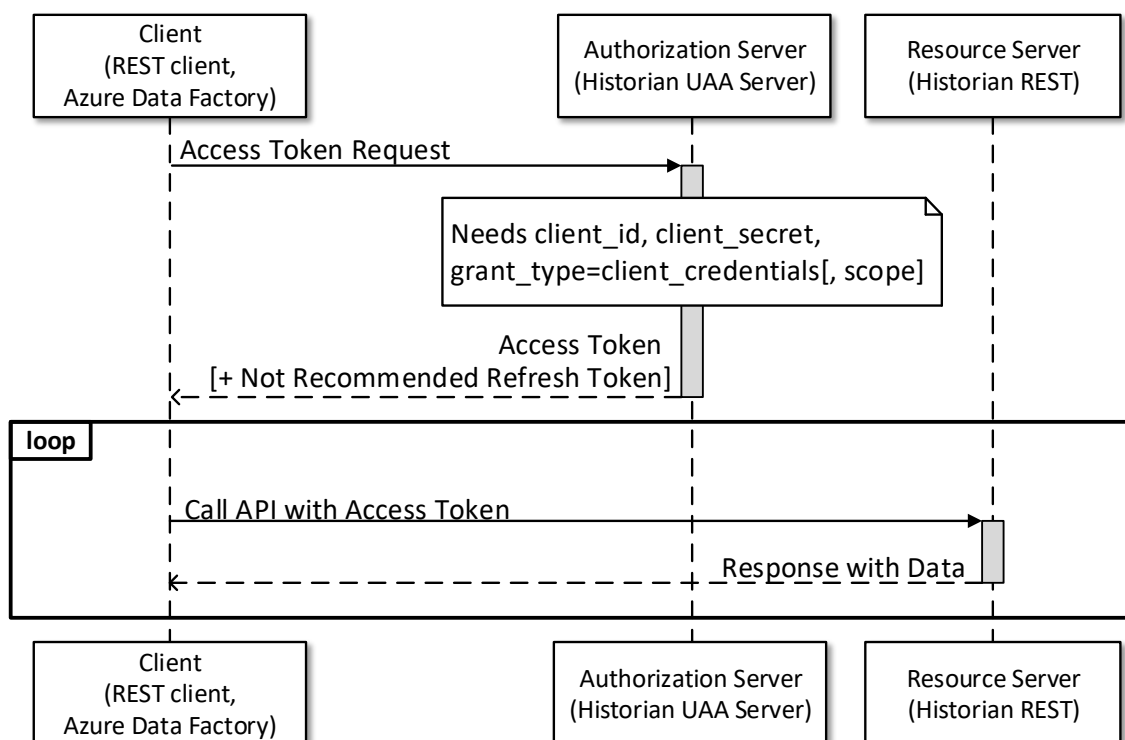 Client
(REST client,
Azure Data Factory)
Authorization Server
(Historian UAA Server)
Resource Server
(Historian REST)
Access Token Request
Needs client_id, client_secret,
grant_type=client_credentials[, scope]
Access Token
[+ Not Recommended Refresh Token]
loop
Call API with Access Token
Response with Data
Client
(REST client,
Azure Data Factory)
Authorization Server
(Historian UAA Server)
Resource Server
(Historian REST)